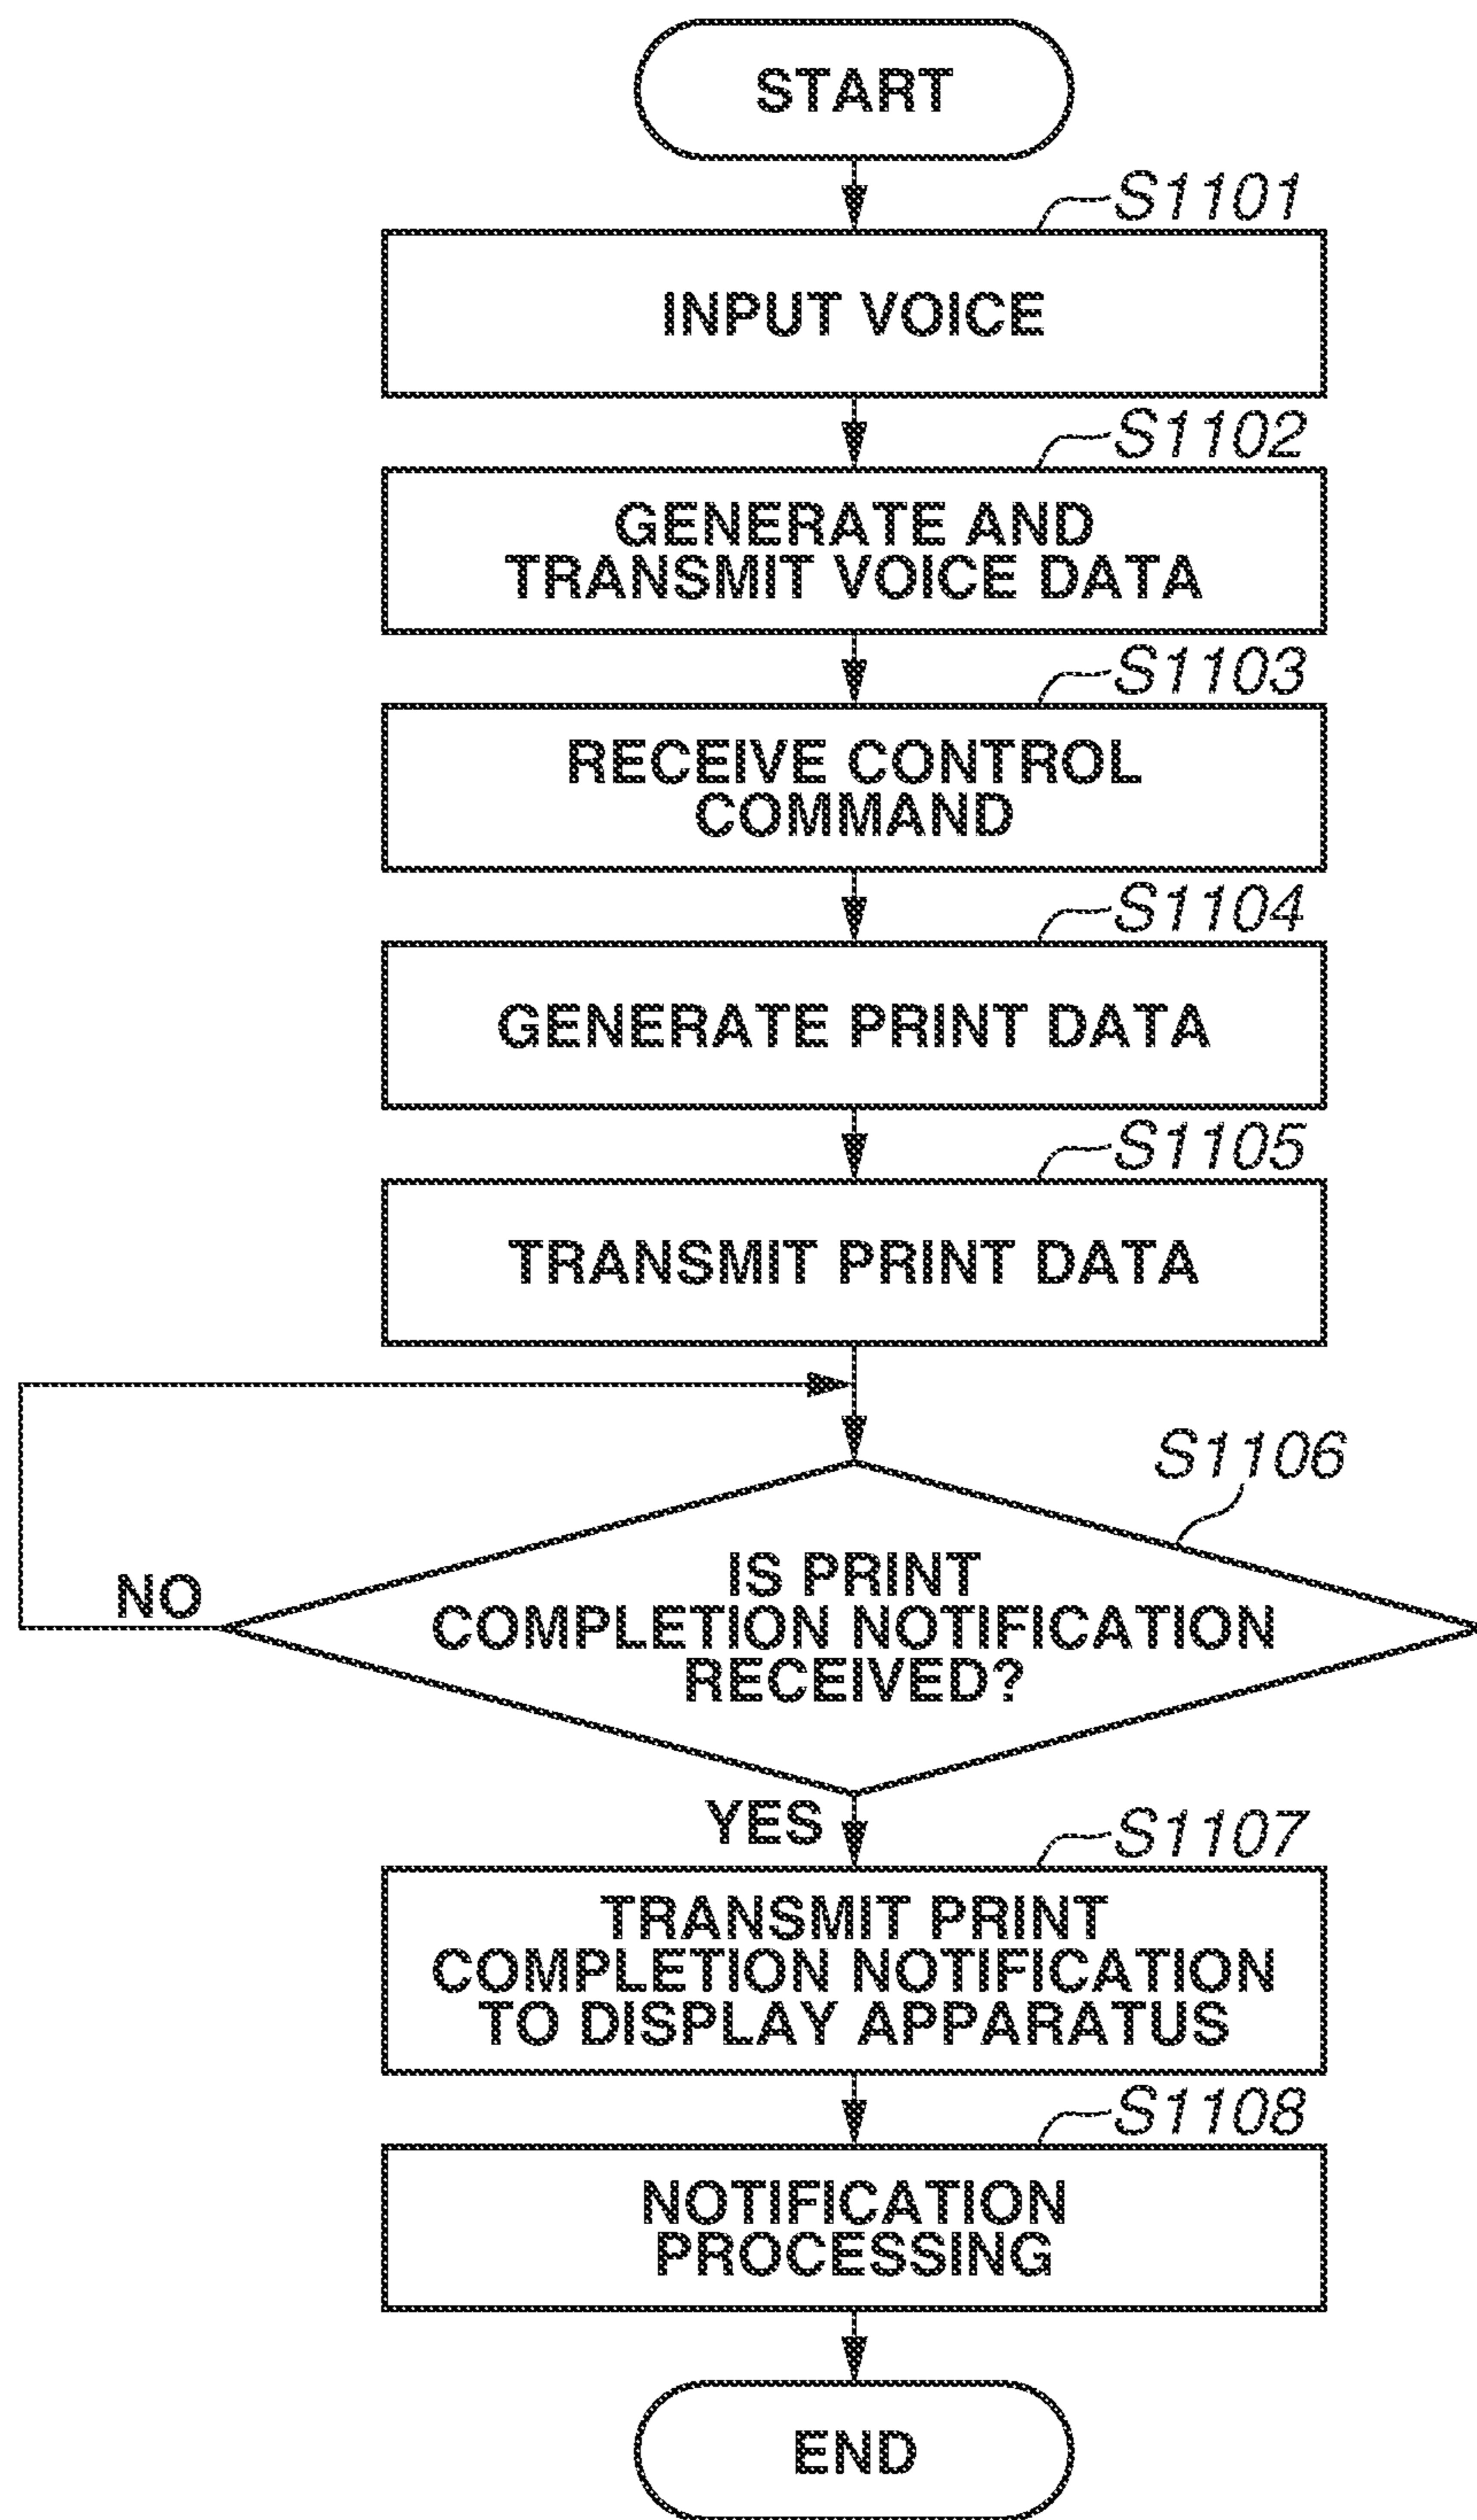 START
S1101
INPUT VOICE
S1102
GENERATE AND
TRANSMIT VOICE DATA
S1103
RECEIVE CONTROL
COMMAND
S1104
GENERATE PRINT DATA
S1105
TRANSMIT PRINT DATA
S1106
IS PRINT
COMPLETION NOTIFICATION
RECEIVED?
NO
YES
S1107
TRANSMIT PRINT
COMPLETION NOTIFICATION
TO DISPLAY APPARATUS
S1108
NOTIFICATION
PROCESSING
END